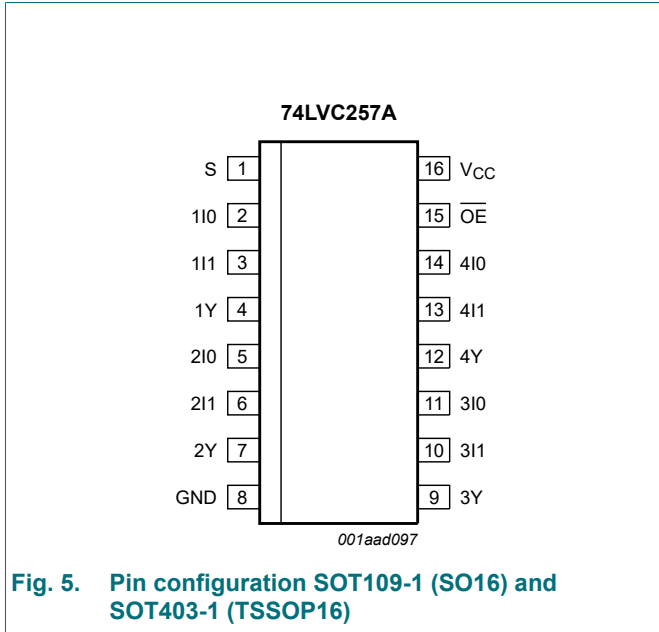 74LVC257A
S 1 16 VCC
1I0 2 15 OE
1I1 3 14 4I0
1Y 4 13 4I1
2I0 5 12 4Y
2I1 6 11 3I0
2Y 7 10 3I1
GND 8 9 3Y
001aad097
Fig. 5. Pin configuration SOT109-1 (SO16) and
SOT403-1 (TSSOP16)